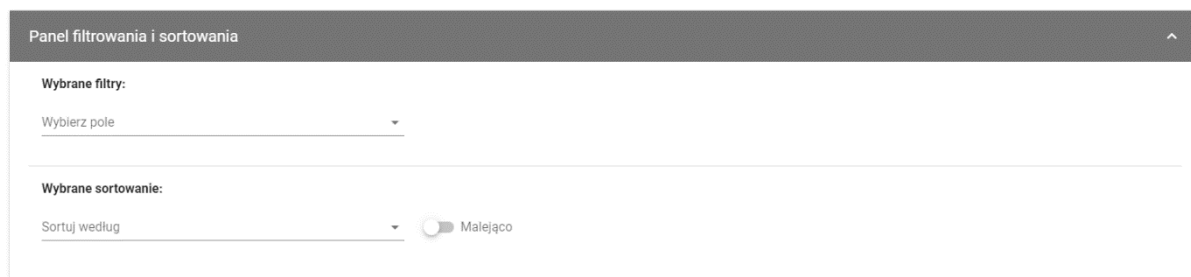 Panel filtrowania i sortowania
Wybrane filtry:
Wybierz pole
Wybrane sortowanie:
Sortuj według
Malejąco